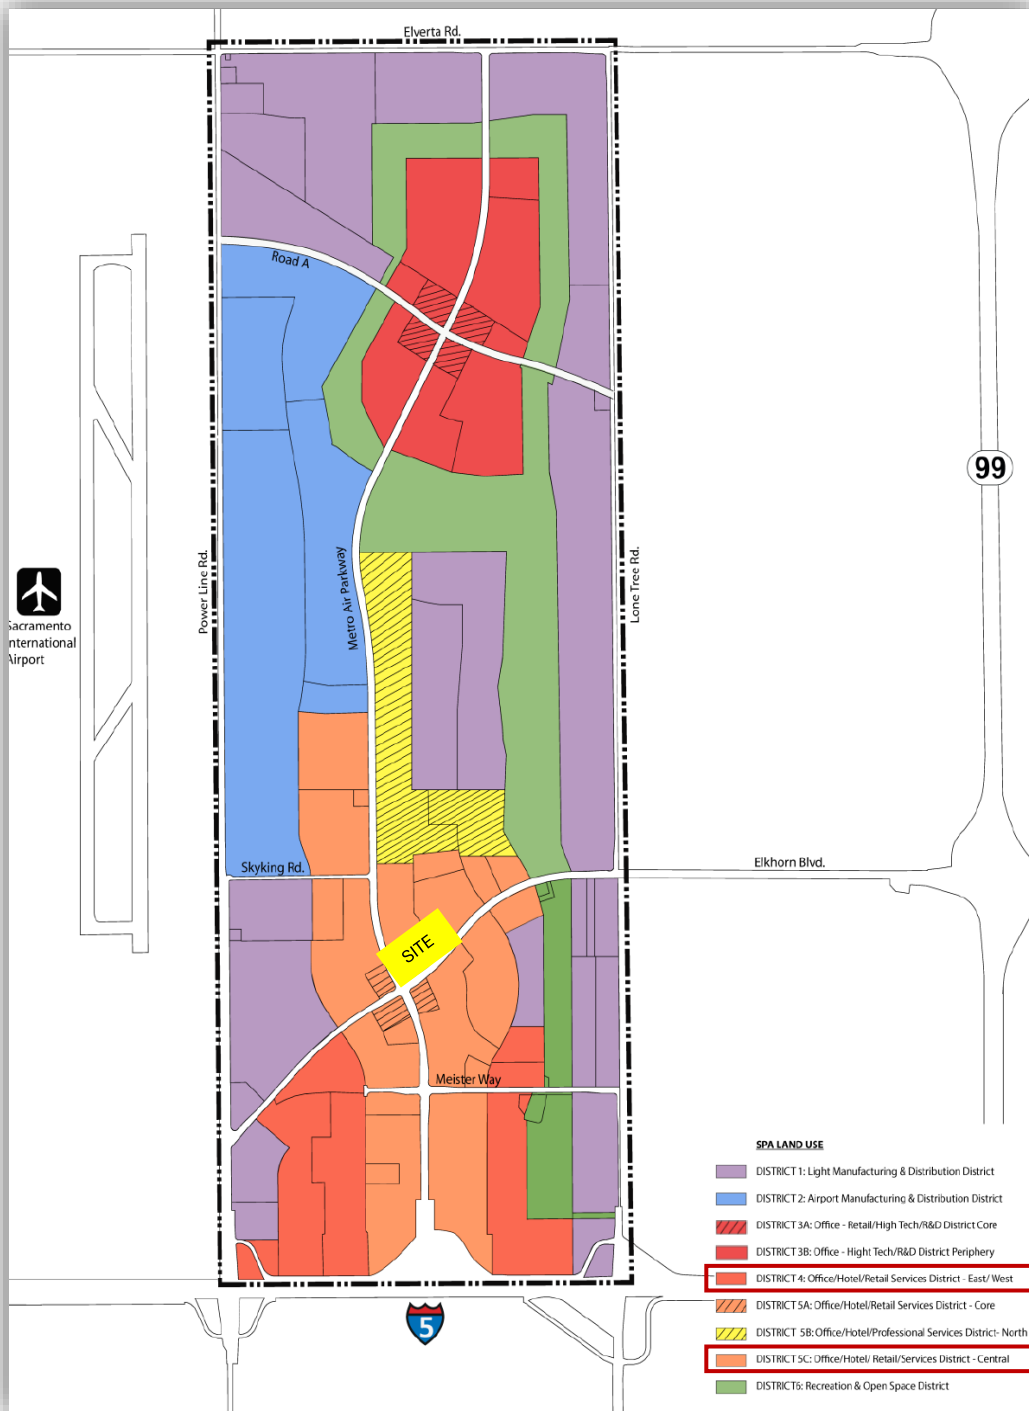 Elverta Rd.
Road A
99
Power Line Rd.
Metro Air Parkway
Lone Tree Rd.
Sacramento
International
Airport
Skyking Rd.
Elkhorn Blvd.
SITE
Meister Way
5
SPA LAND USE
DISTRICT 1: Light Manufacturing & Distribution District
DISTRICT 2: Airport Manufacturing & Distribution District
DISTRICT 3A: Office - Retail/High Tech/R&D District Core
DISTRICT 3B: Office - Hight Tech/R&D District Periphery
DISTRICT 4: Office/Hotel/Retail Services District - East/ West
DISTRICT 5A: Office/Hotel/Retail Services District - Core
DISTRICT 5B: Office/Hotel/Professional Services District- North
DISTRICT 5C: Office/Hotel/ Retail/Services District - Central
DISTRICT6: Recreation & Open Space District